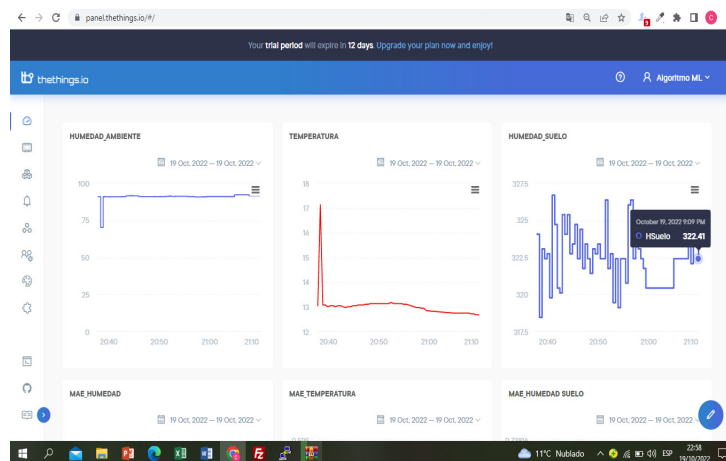 panel.thethings.io/#/
Your trial period will expire in 12 days. Upgrade your plan now and enjoy!
thethings.io
Algoritmo ML
HUMEDAD_AMBIENTE
19 Oct, 2022 — 19 Oct, 2022
100
75
50
25
0
20:40 20:50 21:00 21:10
TEMPERATURA
19 Oct, 2022 — 19 Oct, 2022
18
17
16
15
14
13
12
20:40 20:50 21:00 21:10
HUMEDAD_SUELO
19 Oct, 2022 — 19 Oct, 2022
327.5
325
322.5
320
317.5
October 19, 2022 9:09 PM
HSuelo 322.41
20:40 20:50 21:00 21:10
MAE_HUMEDAD
19 Oct, 2022 — 19 Oct, 2022
MAE_TEMPERATURA
19 Oct, 2022 — 19 Oct, 2022
MAE_HUMEDAD SUELO
19 Oct, 2022 — 19 Oct, 2022
11°C Nublado
ESP
22:58
19/10/2022